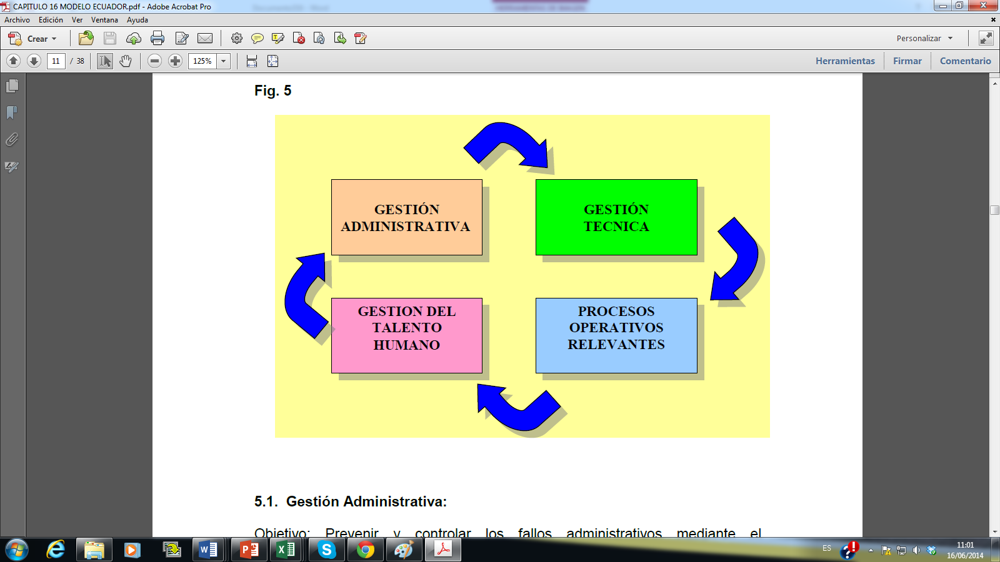 CAPITULO 16 MODELO ECUADOR.pdf - Adobe Acrobat Pro
Archivo Edición Ver Ventana Ayuda
Crear
Personalizar
11 / 38
125%
Herramientas Firmar Comentario
Fig. 5
GESTIÓN
ADMINISTRATIVA
GESTIÓN
TECNICA
GESTION DEL
TALENTO
HUMANO
PROCESOS
OPERATIVOS
RELEVANTES
5.1. Gestión Administrativa:
Objetivo: Prevenir y controlar los fallos administrativos mediante el
ES
11:01
16/06/2014